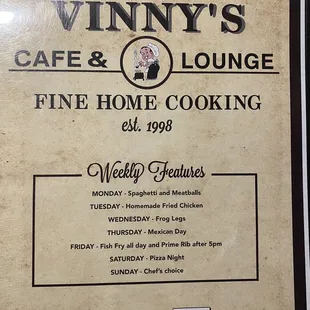 VINNY'S
CAFE & LOUNGE
FINE HOME COOKING
est. 1998
Weekly Features
MONDAY - Spaghetti and Meatballs
TUESDAY - Homemade Fried Chicken
WEDNESDAY - Frog Legs
THURSDAY - Mexican Day
FRIDAY - Fish Fry all day and Prime Rib after 5pm
SATURDAY - Pizza Night
SUNDAY - Chef's choice